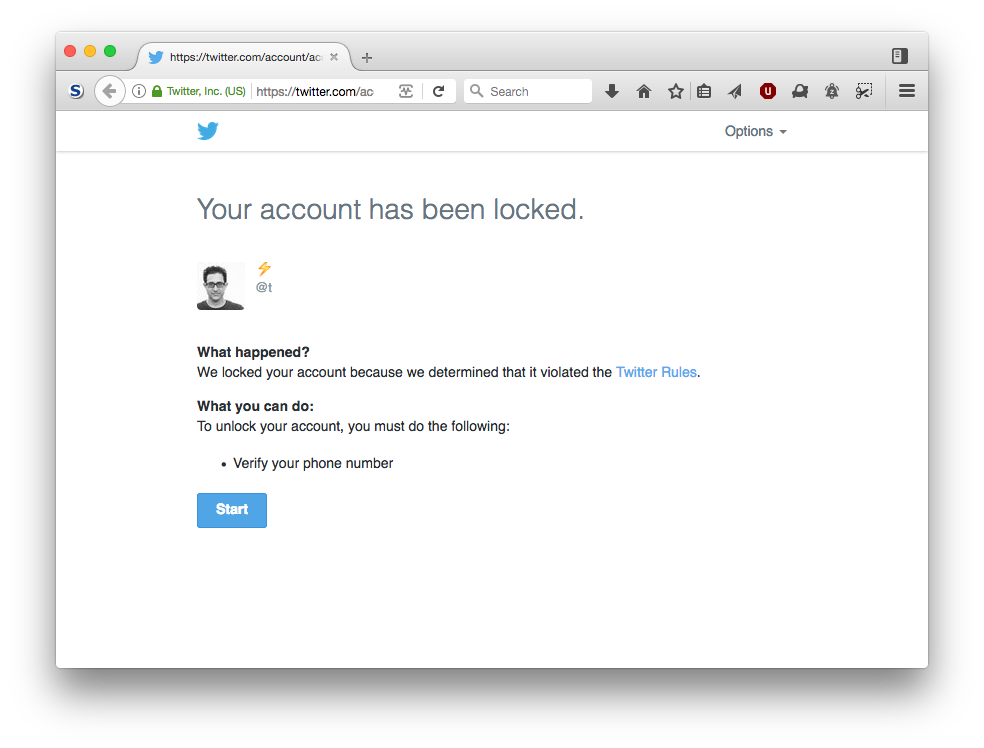 https://twitter.com/account/ac
S
Twitter, Inc. (US)
https://twitter.com/ac
Search
Options
Your account has been locked.
⚡
@t
What happened?
We locked your account because we determined that it violated the Twitter Rules.
What you can do:
To unlock your account, you must do the following:
• Verify your phone number
Start